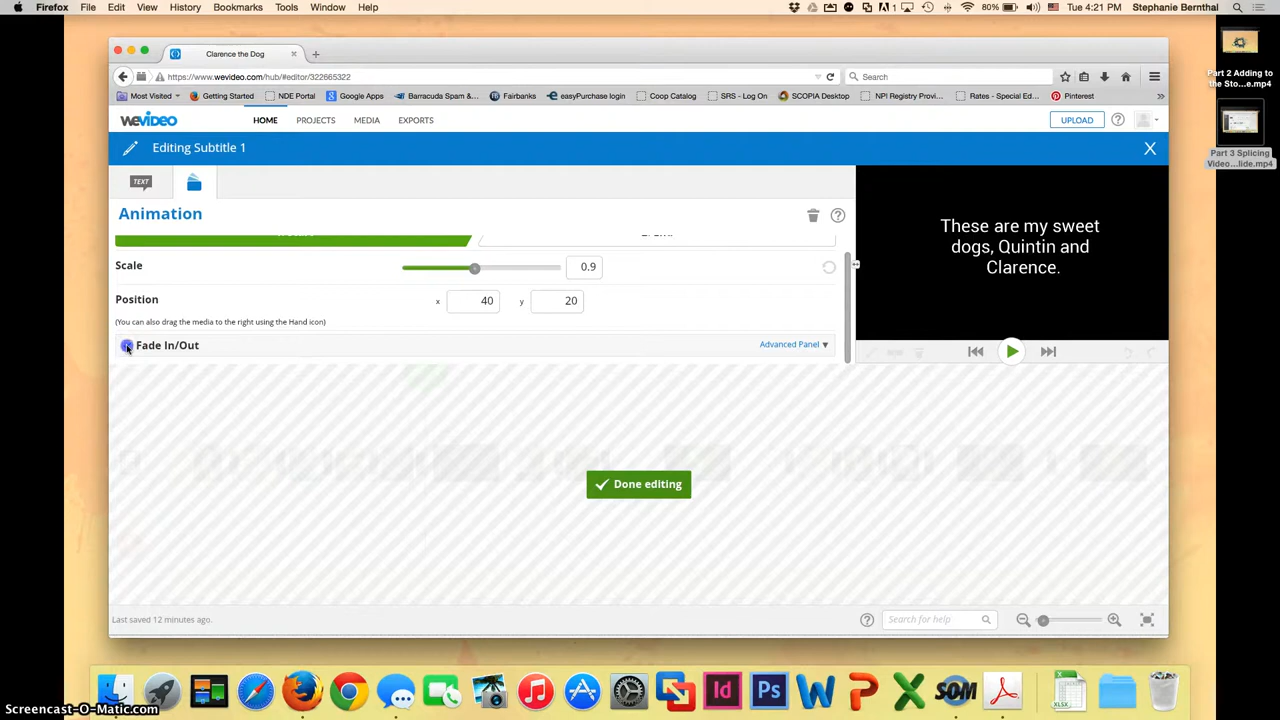 Firefox File Edit View History Bookmarks Tools Window Help 1 80% Tue 4:21 PM Stephanie Bernthal
Clarence the Dog
https://www.wevideo.com/hub/#editor/322665322 Search
Most Visited Getting Started NDE Portal Google Apps Barracuda Spam &... Fairbanks easyPurchase login Coop Catalog SRS - Log On SCOPIA Desktop NPI Registry Provi... Rates - Special Ed... Pinterest »
WEVIDEO HOME PROJECTS MEDIA EXPORTS UPLOAD ?
Editing Subtitle 1 X
TEXT
Animation ?
Scale 0.9
Position x 40 y 20
(You can also drag the media to the right using the Hand icon)
Fade In/Out Advanced Panel
These are my sweet
dogs, Quintin and
Clarence.
Done editing
Last saved 12 minutes ago. ? Search for help
Part 2 Adding to
the Sto...e.mp4
Part 3 Splicing
Video...lide.mp4
Id Ps W P X SOM XLSX
Screencast-O-Matic.com